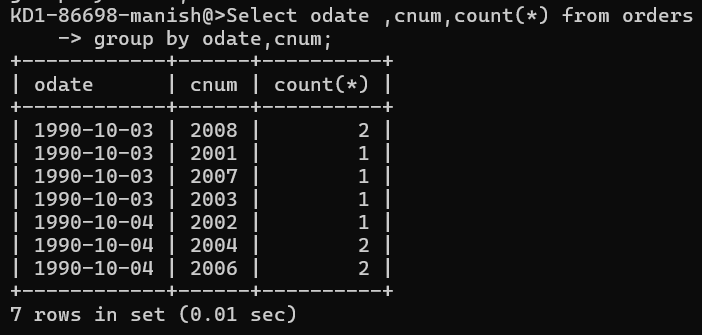 KD1-86698-manish@>Select odate ,cnum,count(*) from orders
    -> group by odate,cnum;
+------------+------+----------+
| odate      | cnum | count(*) |
+------------+------+----------+
| 1990-10-03 | 2008 |        2 |
| 1990-10-03 | 2001 |        1 |
| 1990-10-03 | 2007 |        1 |
| 1990-10-03 | 2003 |        1 |
| 1990-10-04 | 2002 |        1 |
| 1990-10-04 | 2004 |        2 |
| 1990-10-04 | 2006 |        2 |
+------------+------+----------+
7 rows in set (0.01 sec)